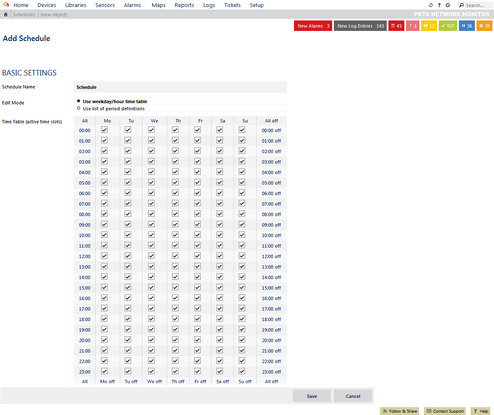 Home Devices Libraries Sensors Alarms Maps Reports Logs Tickets Setup Search...
Schedules (new object) PRTG NETWORK MONITOR
New Alarms 3 New Log Entries 143 45 1 12 36 28
Add Schedule
BASIC SETTINGS
Schedule Name Schedule
Edit Mode Use weekday/hour time table
Use list of period definitions
Time Table (active time slots) All Mo Tu We Th Fr Sa Su All off
00:00 00:00 off
01:00 01:00 off
02:00 02:00 off
03:00 03:00 off
04:00 04:00 off
05:00 05:00 off
06:00 06:00 off
07:00 07:00 off
08:00 08:00 off
09:00 09:00 off
10:00 10:00 off
11:00 11:00 off
12:00 12:00 off
13:00 13:00 off
14:00 14:00 off
15:00 15:00 off
16:00 16:00 off
17:00 17:00 off
18:00 18:00 off
19:00 19:00 off
20:00 20:00 off
21:00 21:00 off
22:00 22:00 off
23:00 23:00 off
All Mo off Tu off We off Th off Fr off Sa off Su off All off
Save Cancel
Follow & Share Contact Support ? Help